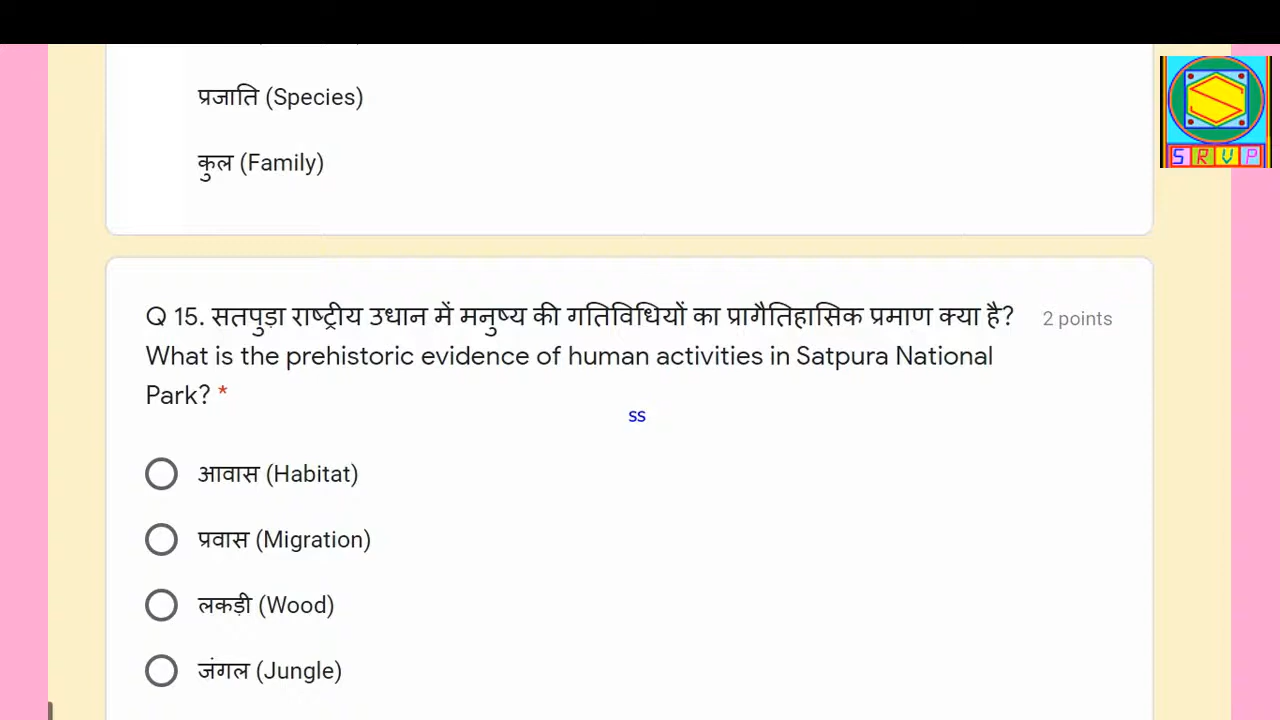 प्रजाति (Species)
कुल (Family)
SRVP
Q 15. सतपुड़ा राष्ट्रीय उधान में मनुष्य की गतिविधियों का प्रागैतिहासिक प्रमाण क्या है?
2 points
What is the prehistoric evidence of human activities in Satpura National
Park? *
ss
आवास (Habitat)
प्रवास (Migration)
लकड़ी (Wood)
जंगल (Jungle)